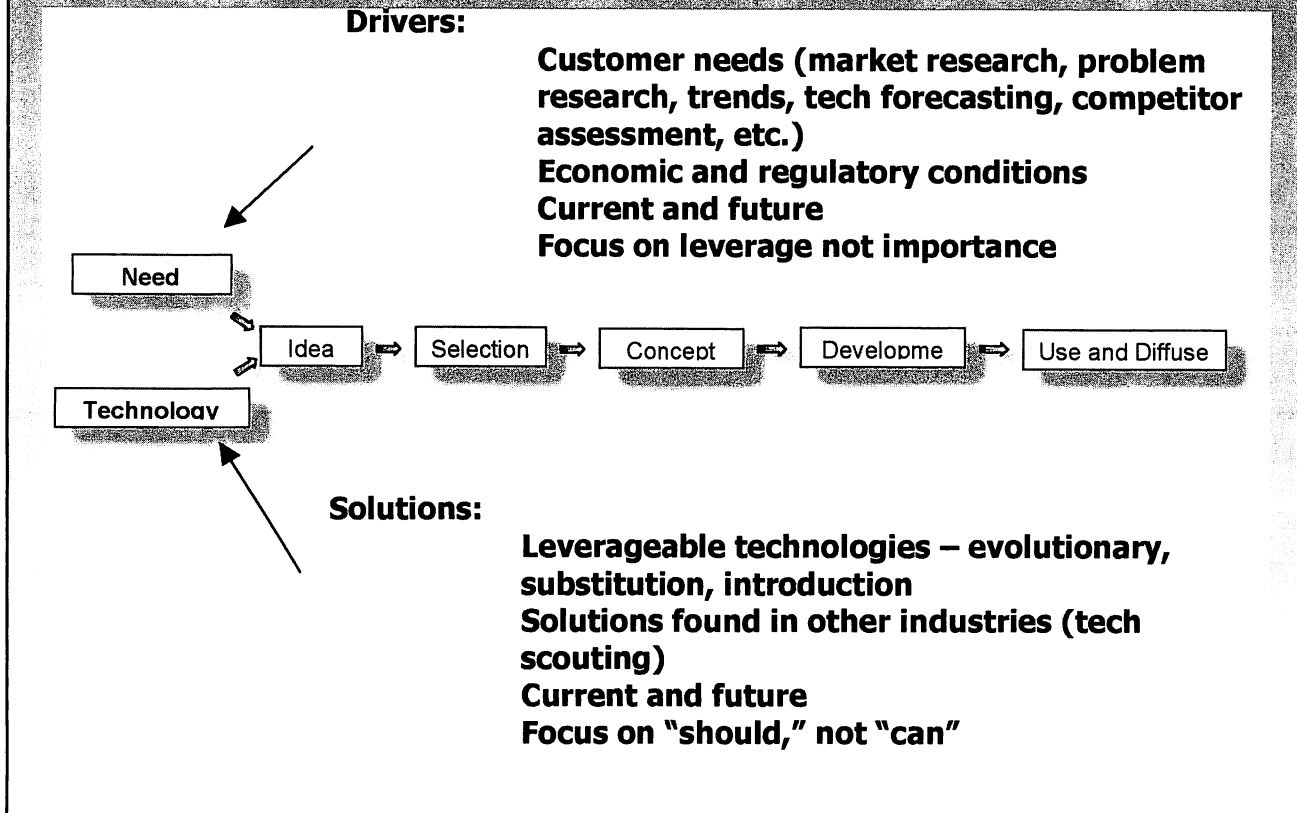 Drivers:
Customer needs (market research, problem
research, trends, tech forecasting, competitor
assessment, etc.)
Economic and regulatory conditions
Current and future
Focus on leverage not importance
Need
Idea
Selection
Concept
Developme
Use and Diffuse
Technology
Solutions:
Leverageable technologies – evolutionary,
substitution, introduction
Solutions found in other industries (tech
scouting)
Current and future
Focus on “should,” not “can”